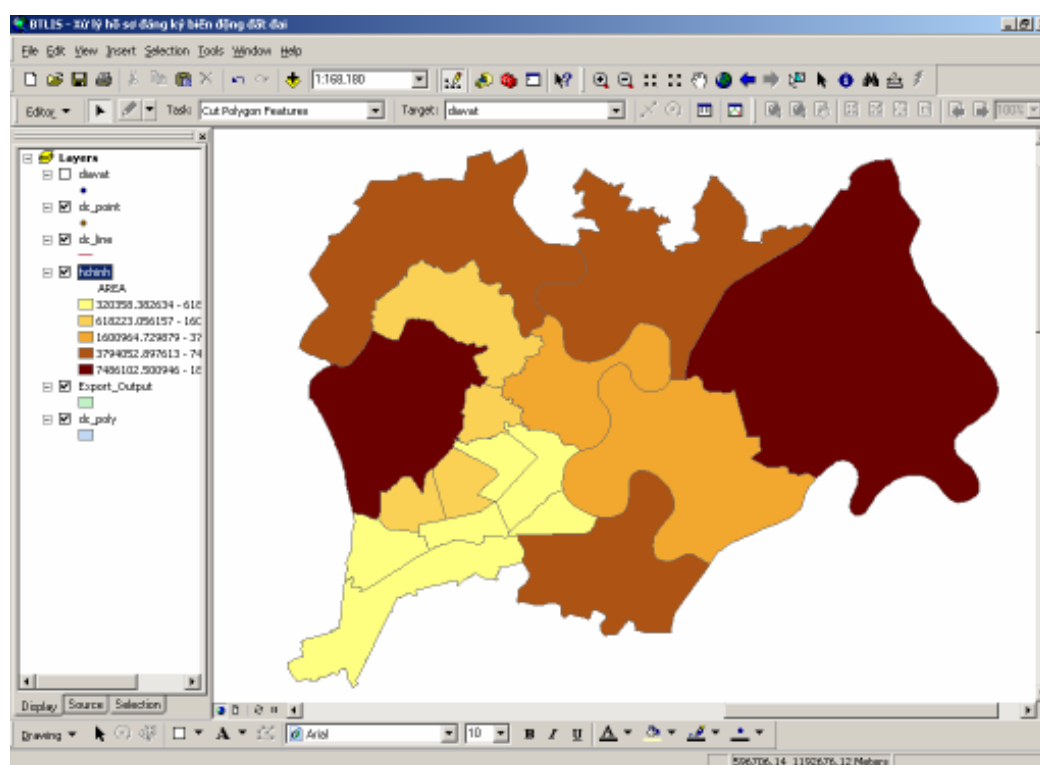 BTLIS - Xử lý hồ sơ đăng ký biến động đất đai
File Edit View Insert Selection Tools Window Help
1:168.180
Editor Task: Cut Polygon Features Target: diavat 100%
Layers
diavat
dc_point
dc_line
hchinh
AREA
320358.382634 - 618
618223.056157 - 160
1600964.729879 - 37
3794052.897613 - 74
7486102.500946 - 18
Export_Output
dc_poly
Display Source Selection
Drawing A Arial 10 B I U A
596706.14 1192676.12 Meters